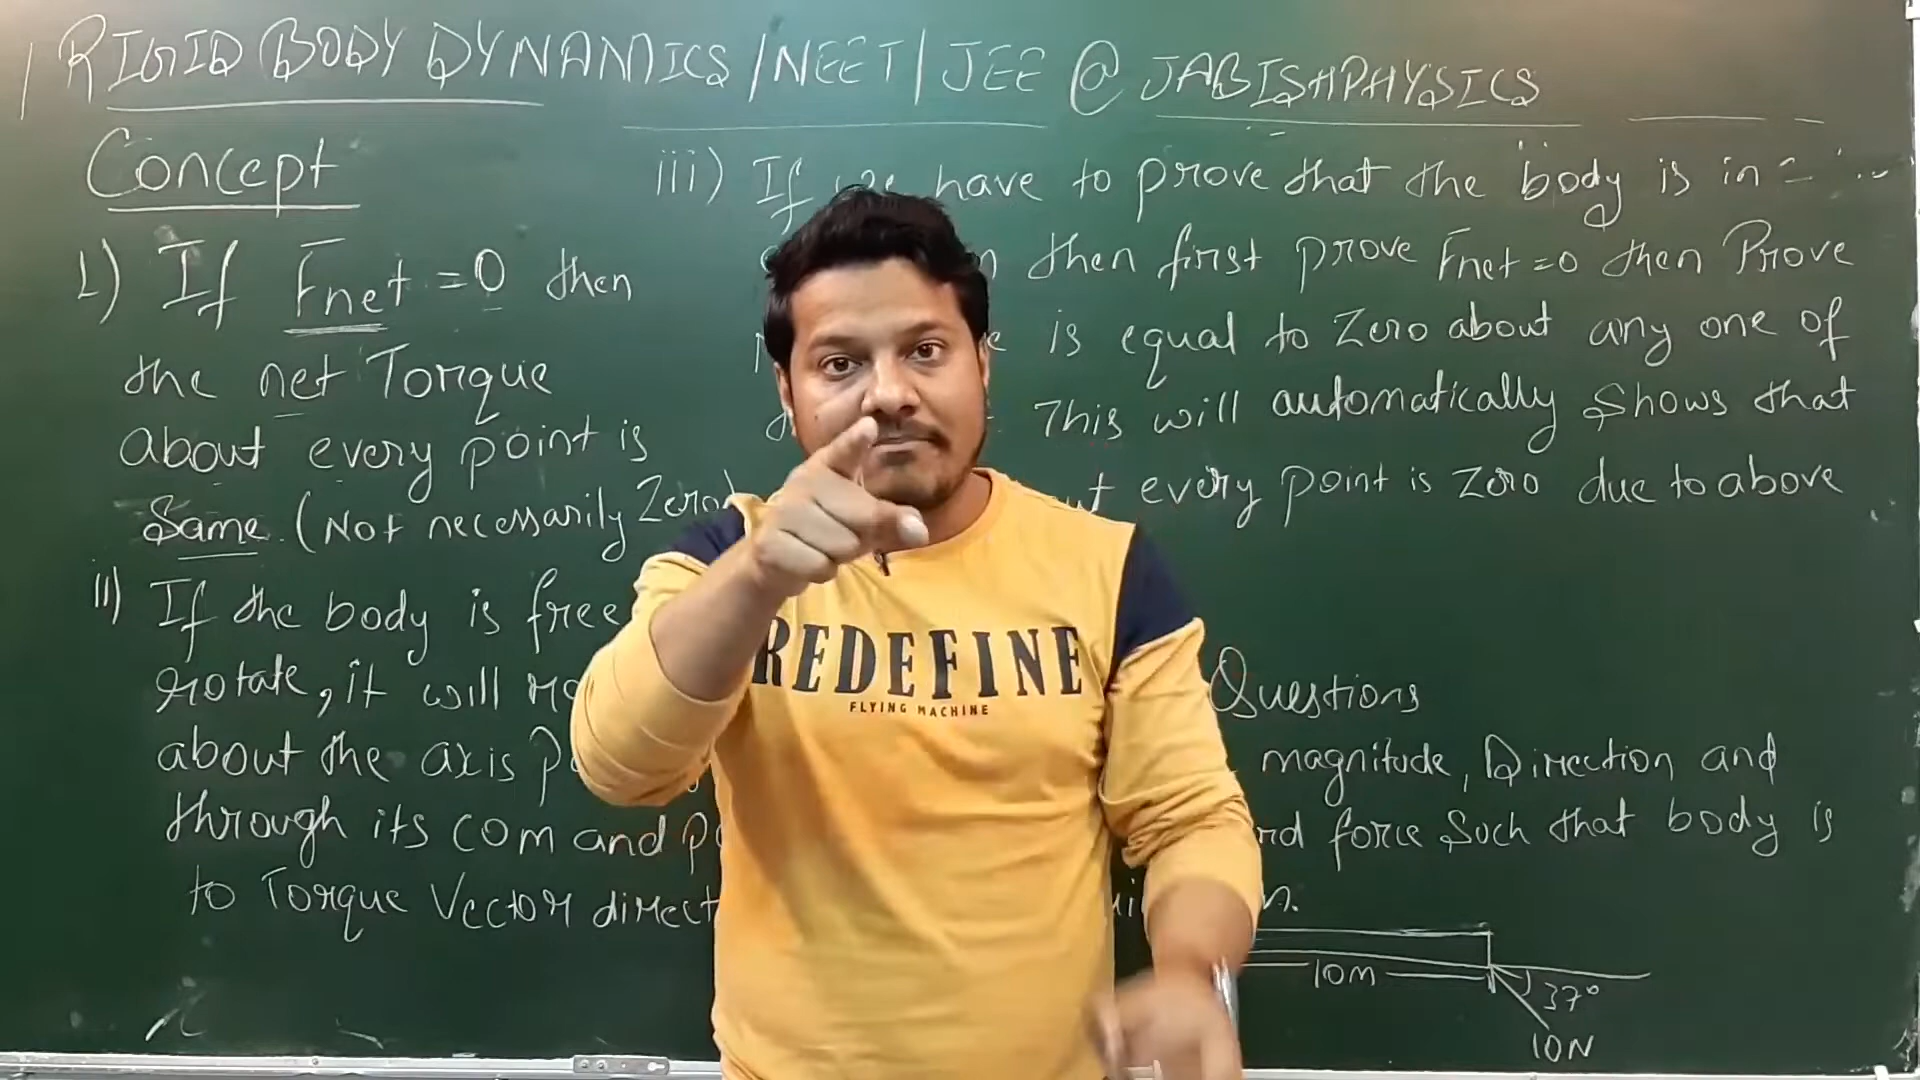 RIGID BODY DYNAMICS/NEET/JEE @ JABISHPHYSICS
Concept
I) If Fnet = 0 then
the net Torque
about every point is
Same. (Not necessarily Zero)
II) If the body is free
rotate, it will
about the axis
through its com and
to Torque Vector direct
iii) If have to prove that the body is in
then first prove Fnet=0 then Prove
is equal to Zero about any one of
This will automatically Shows that
every point is Zero due to above
Questions
magnitude, Direction and
force Such that body is
10M
37°
10N
REDEFINE
FLYING MACHINE